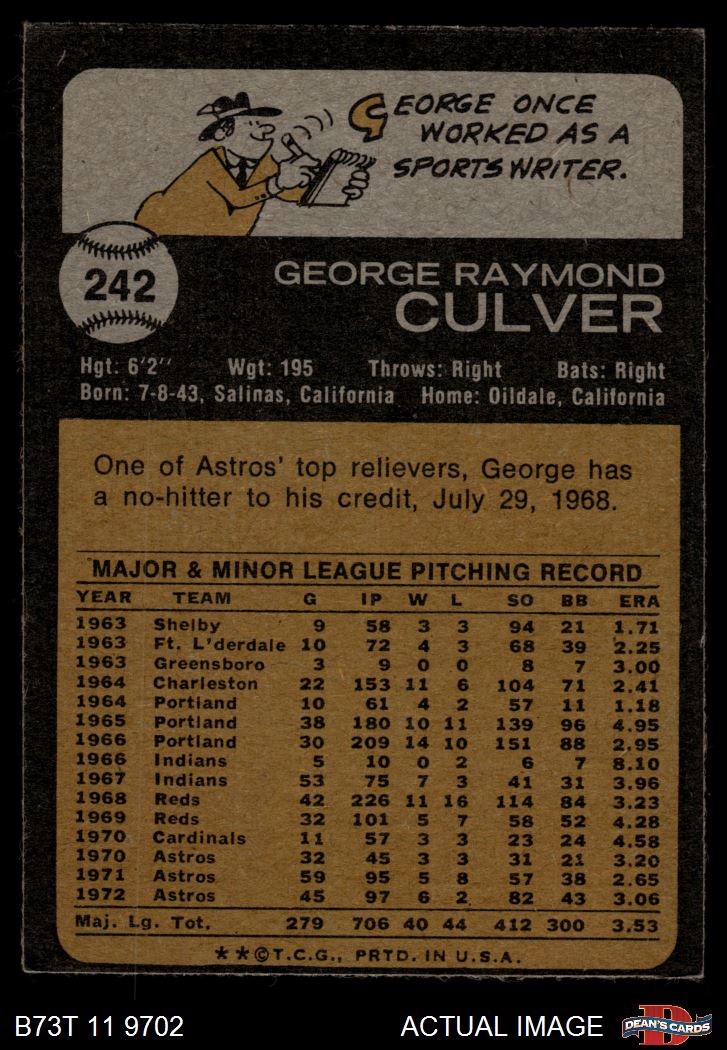 GEORGE ONCE
WORKED AS A
SPORTSWRITER.
242
GEORGE RAYMOND
CULVER
Hgt: 6'2" Wgt: 195 Throws: Right Bats: Right
Born: 7-8-43, Salinas, California Home: Oildale, California
One of Astros' top relievers, George has
a no-hitter to his credit, July 29, 1968.
MAJOR & MINOR LEAGUE PITCHING RECORD
YEAR TEAM G IP W L SO BB ERA
1963 Shelby 9 58 3 3 94 21 1.71
1963 Ft. L'derdale 10 72 4 3 68 39 2.25
1963 Greensboro 3 9 0 0 8 7 3.00
1964 Charleston 22 153 11 6 104 71 2.41
1964 Portland 10 61 4 2 57 11 1.18
1965 Portland 38 180 10 11 139 96 4.95
1966 Portland 30 209 14 10 151 88 2.95
1966 Indians 5 10 0 2 6 7 8.10
1967 Indians 53 75 7 3 41 31 3.96
1968 Reds 42 226 11 16 114 84 3.23
1969 Reds 32 101 5 7 58 52 4.28
1970 Cardinals 11 57 3 3 23 24 4.58
1970 Astros 32 45 3 3 31 21 3.20
1971 Astros 59 95 5 8 57 38 2.65
1972 Astros 45 97 6 2 82 43 3.06
Maj. Lg. Tot. 279 706 40 44 412 300 3.53
**©T.C.G., PRTD. IN U.S.A.
B73T 11 9702 ACTUAL IMAGE
D
DEAN'S CARDS